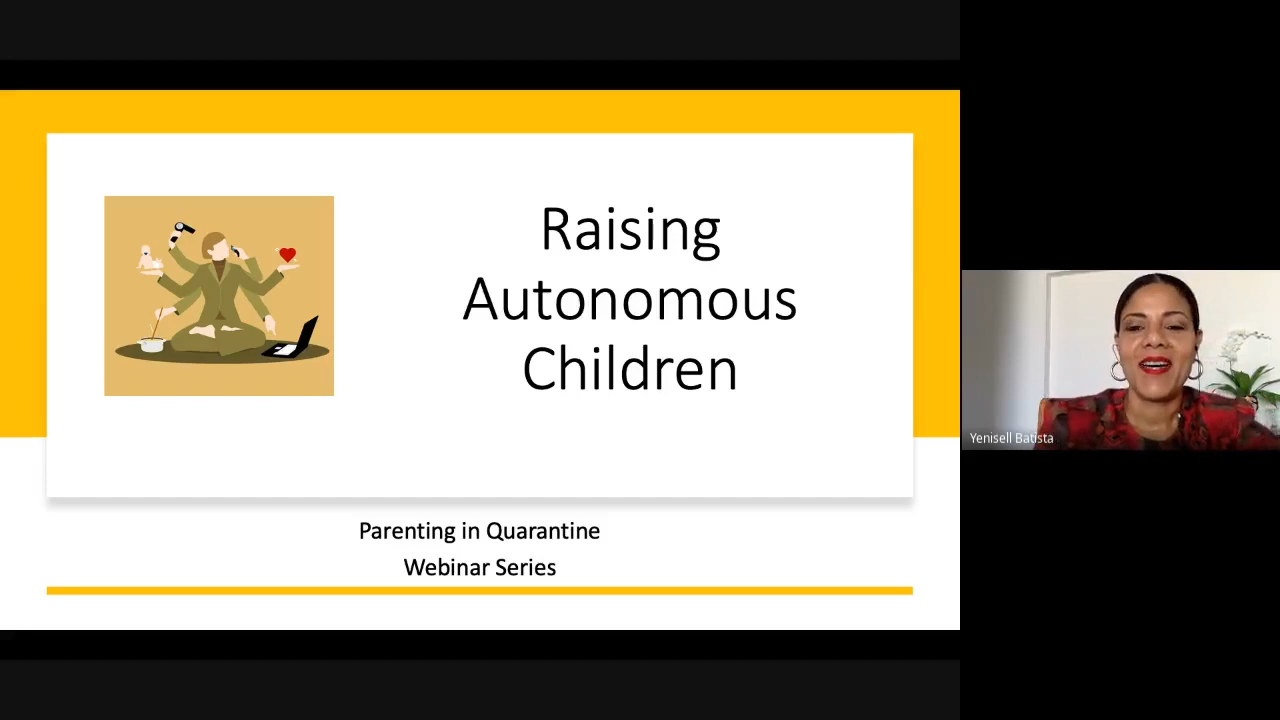 Raising
Autonomous
Children
Parenting in Quarantine
Webinar Series
Yenisell Batista